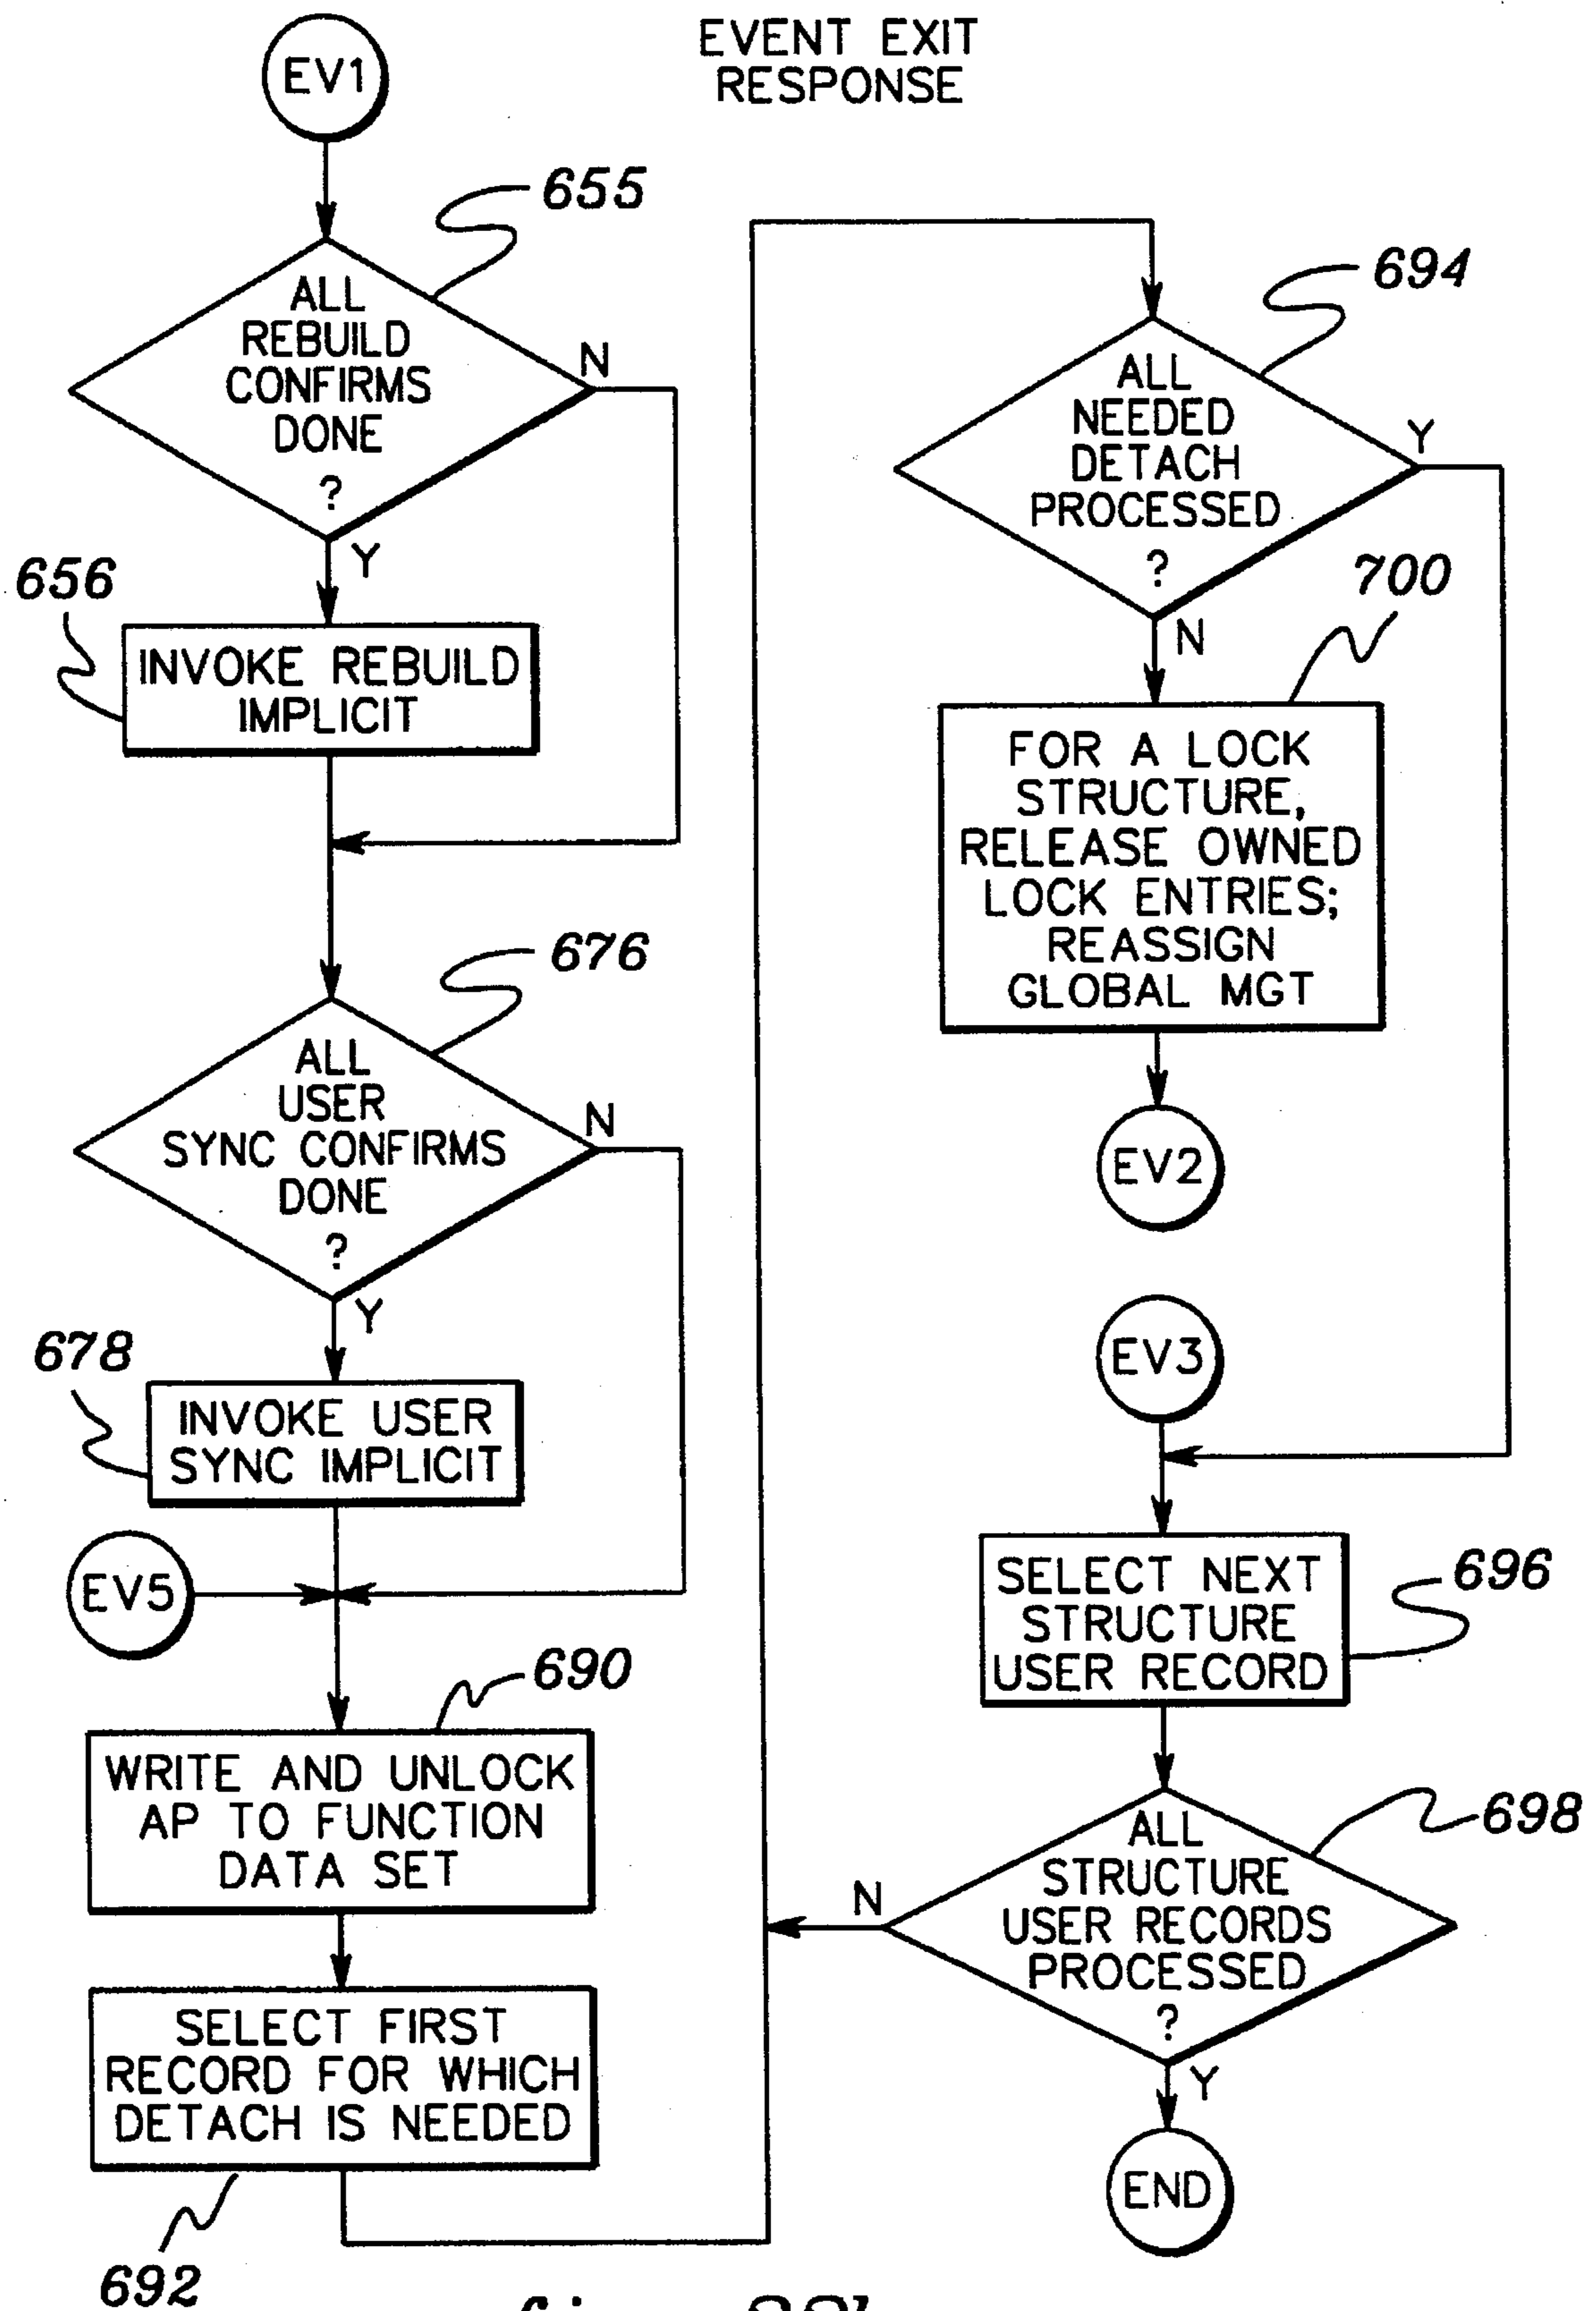 EVENT EXIT
RESPONSE
EV1
655
ALL
REBUILD
CONFIRMS
DONE
?
N
Y
656
INVOKE REBUILD
IMPLICIT
676
ALL
USER
SYNC CONFIRMS
DONE
?
N
Y
678
INVOKE USER
SYNC IMPLICIT
EV5
690
WRITE AND UNLOCK
AP TO FUNCTION
DATA SET
SELECT FIRST
RECORD FOR WHICH
DETACH IS NEEDED
692
694
ALL
NEEDED
DETACH
PROCESSED
?
Y
N
700
FOR A LOCK
STRUCTURE,
RELEASE OWNED
LOCK ENTRIES;
REASSIGN
GLOBAL MGT
EV2
EV3
SELECT NEXT
STRUCTURE
USER RECORD
696
698
ALL
STRUCTURE
USER RECORDS
PROCESSED
?
N
Y
END